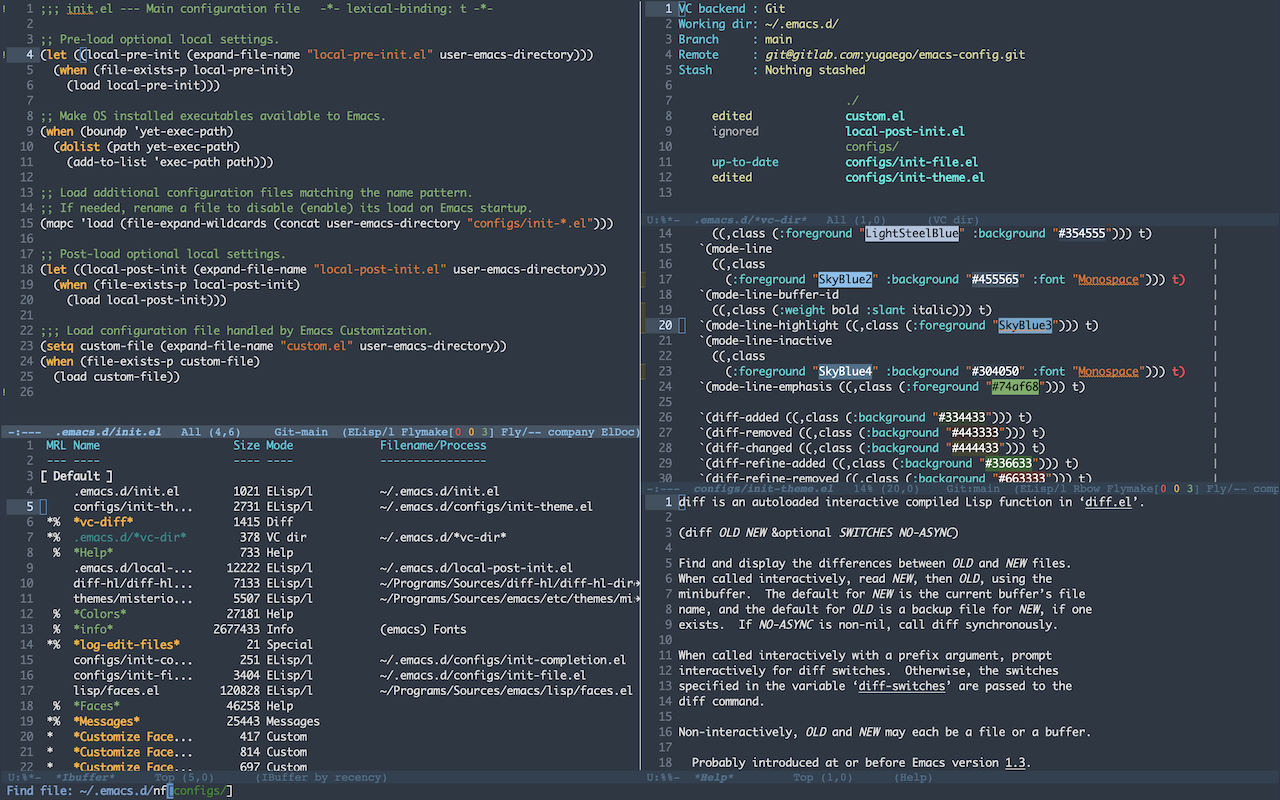 1 ;;; init.el --- Main configuration file   -*- lexical-binding: t -*-
2
3 ;; Pre-load optional local settings.
! 4 (let ((local-pre-init (expand-file-name "local-pre-init.el" user-emacs-directory)))
5   (when (file-exists-p local-pre-init)
6     (load local-pre-init)))
7
8 ;; Make OS installed executables available to Emacs.
9 (when (boundp 'yet-exec-path)
10   (dolist (path yet-exec-path)
11     (add-to-list 'exec-path path)))
12
13 ;; Load additional configuration files matching the name pattern.
14 ;; If needed, rename a file to disable (enable) its load on Emacs startup.
15 (mapc 'load (file-expand-wildcards (concat user-emacs-directory "configs/init-*.el")))
16
17 ;; Post-load optional local settings.
18 (let ((local-post-init (expand-file-name "local-post-init.el" user-emacs-directory)))
19   (when (file-exists-p local-post-init)
20     (load local-post-init)))
21
22 ;;; Load configuration file handled by Emacs Customization.
23 (setq custom-file (expand-file-name "custom.el" user-emacs-directory))
24 (when (file-exists-p custom-file)
25   (load custom-file))
! 26
-:---  .emacs.d/init.el   All (4,6)     Git-main  (ELisp/l Flymake[0 0 3] Fly/-- company ElDoc)
1 MRL Name                    Size Mode         Filename/Process
2 --- ----                    ---- ----         ----------------
3 [ Default ]
4     .emacs.d/init.el        1021 ELisp/l      ~/.emacs.d/init.el
5     configs/init-th...      2731 ELisp/l      ~/.emacs.d/configs/init-theme.el
6 *%  *vc-diff*               1415 Diff
7 *%  .emacs.d/*vc-dir*        378 VC dir       ~/.emacs.d/*vc-dir*
8  %  *Help*                   733 Help
9     .emacs.d/local-...     12222 ELisp/l      ~/.emacs.d/local-post-init.el
10     diff-hl/diff-hl...      7133 ELisp/l      ~/Programs/Sources/diff-hl/diff-hl-dir
11     themes/misterio...      5507 ELisp/l      ~/Programs/Sources/emacs/etc/themes/mi
12  %  *Colors*               27181 Help
13  %  *info*               2677433 Info         (emacs) Fonts
14 *%  *log-edit-files*          21 Special
15     configs/init-co...       251 ELisp/l      ~/.emacs.d/configs/init-completion.el
16     configs/init-fi...      3404 ELisp/l      ~/.emacs.d/configs/init-file.el
17     lisp/faces.el         120828 ELisp/l      ~/Programs/Sources/emacs/lisp/faces.el
18  %  *Faces*                46258 Help
19 *%  *Messages*             25443 Messages
20 *   *Customize Face...       417 Custom
21 *   *Customize Face...       814 Custom
22 *   *Customize Face...       697 Custom
U:%*-  *Ibuffer*      Top (5,0)      (IBuffer by recency)
1 VC backend : Git
2 Working dir: ~/.emacs.d/
3 Branch     : main
4 Remote     : git@gitlab.com:yugaego/emacs-config.git
5 Stash      : Nothing stashed
6
7                         ./
8     edited              custom.el
9     ignored             local-post-init.el
10                         configs/
11     up-to-date          configs/init-file.el
12     edited              configs/init-theme.el
13
U:%*-  .emacs.d/*vc-dir*   All (1,0)      (VC dir)
14     ((,class (:foreground "LightSteelBlue" :background "#354555"))) t)
15   `(mode-line
16     ((,class
17       (:foreground "SkyBlue2" :background "#455565" :font "Monospace"))) t)
18   `(mode-line-buffer-id
19     ((,class (:weight bold :slant italic))) t)
20   `(mode-line-highlight ((,class (:foreground "SkyBlue3"))) t)
21   `(mode-line-inactive
22     ((,class
23       (:foreground "SkyBlue4" :background "#304050" :font "Monospace"))) t)
24   `(mode-line-emphasis ((,class (:foreground "#74af68"))) t)
25
26   `(diff-added ((,class (:background "#334433"))) t)
27   `(diff-removed ((,class (:background "#443333"))) t)
28   `(diff-changed ((,class (:background "#444433"))) t)
29   `(diff-refine-added ((,class (:background "#336633"))) t)
30   `(diff-refine-removed ((,class (:background "#663333"))) t)
-:---  configs/init-theme.el   14% (20,0)    Git:main  (ELisp/l Rbow Flymake[0 0 3] Fly/-- comp
1 diff is an autoloaded interactive compiled Lisp function in ‘diff.el’.
2
3 (diff OLD NEW &optional SWITCHES NO-ASYNC)
4
5 Find and display the differences between OLD and NEW files.
6 When called interactively, read NEW, then OLD, using the
7 minibuffer.  The default for NEW is the current buffer’s file
8 name, and the default for OLD is a backup file for NEW, if one
9 exists.  If NO-ASYNC is non-nil, call diff synchronously.
10
11 When called interactively with a prefix argument, prompt
12 interactively for diff switches.  Otherwise, the switches
13 specified in the variable ‘diff-switches’ are passed to the
14 diff command.
15
16 Non-interactively, OLD and NEW may each be a file or a buffer.
17
18   Probably introduced at or before Emacs version 1.3.
U:%%-  *Help*         Top (1,0)      (Help)
Find file: ~/.emacs.d/nf[configs/]